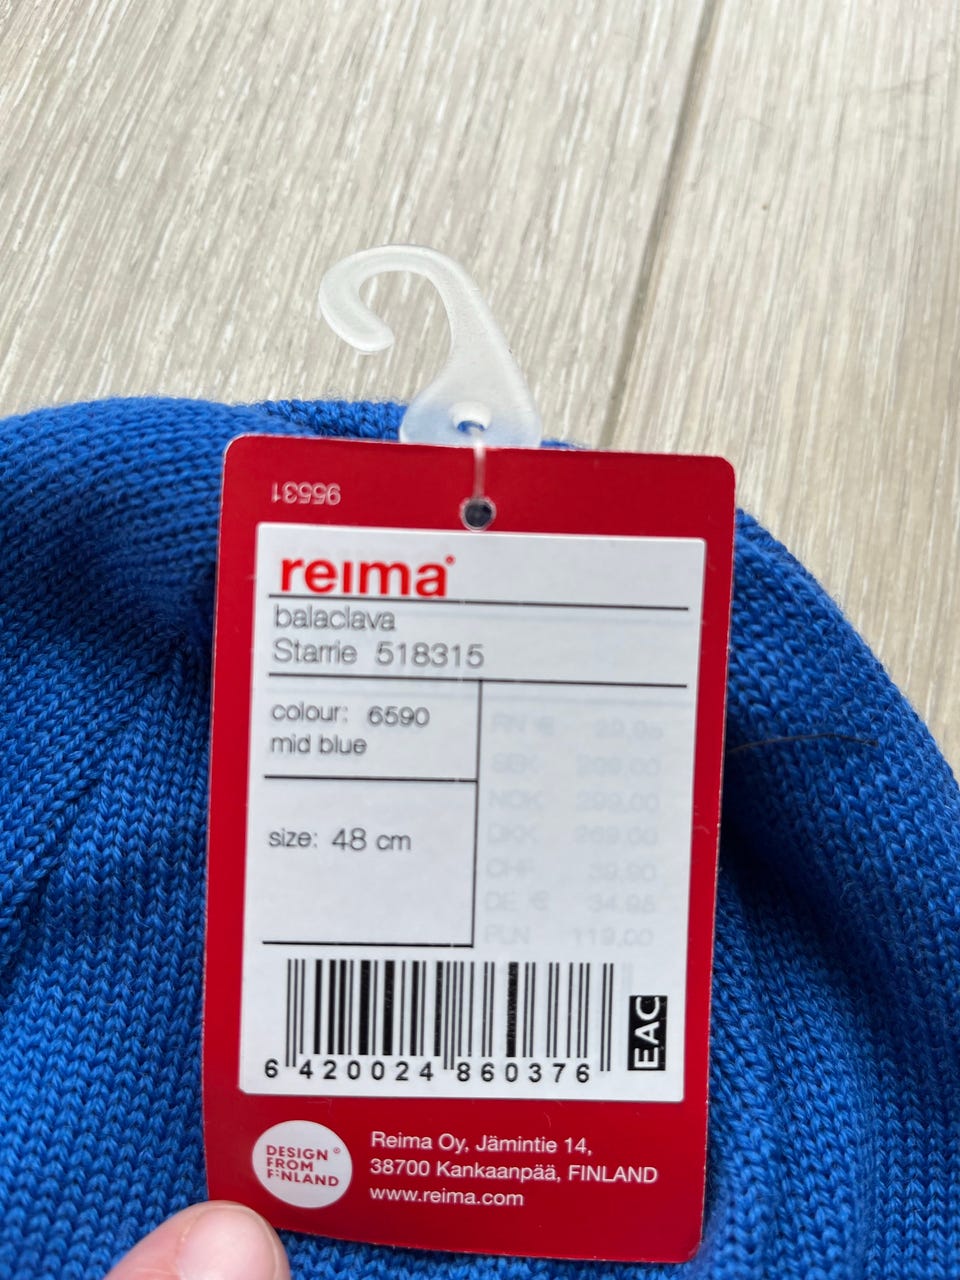 95531
reima
balaclava
Starrie 518315
colour: 6590
mid blue
size: 48 cm
SEK 299.00
NOK 299.00
DKK 269.00
CHF 39.90
DE € 34.95
PLN 119.00
6 420024 860376
EAC
DESIGN
FROM
FINLAND
Reima Oy, Jämintie 14,
38700 Kankaanpää, FINLAND
www.reima.com